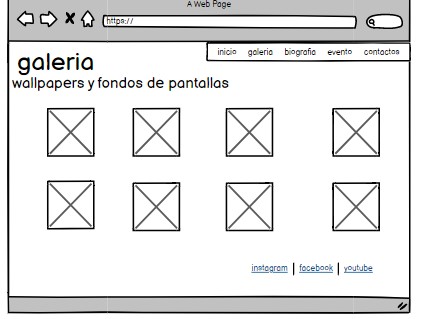 A Web Page
https://
inicio galeria biografia evento contactos
galeria
wallpapers y fondos de pantallas
instagram | facebook | youtube